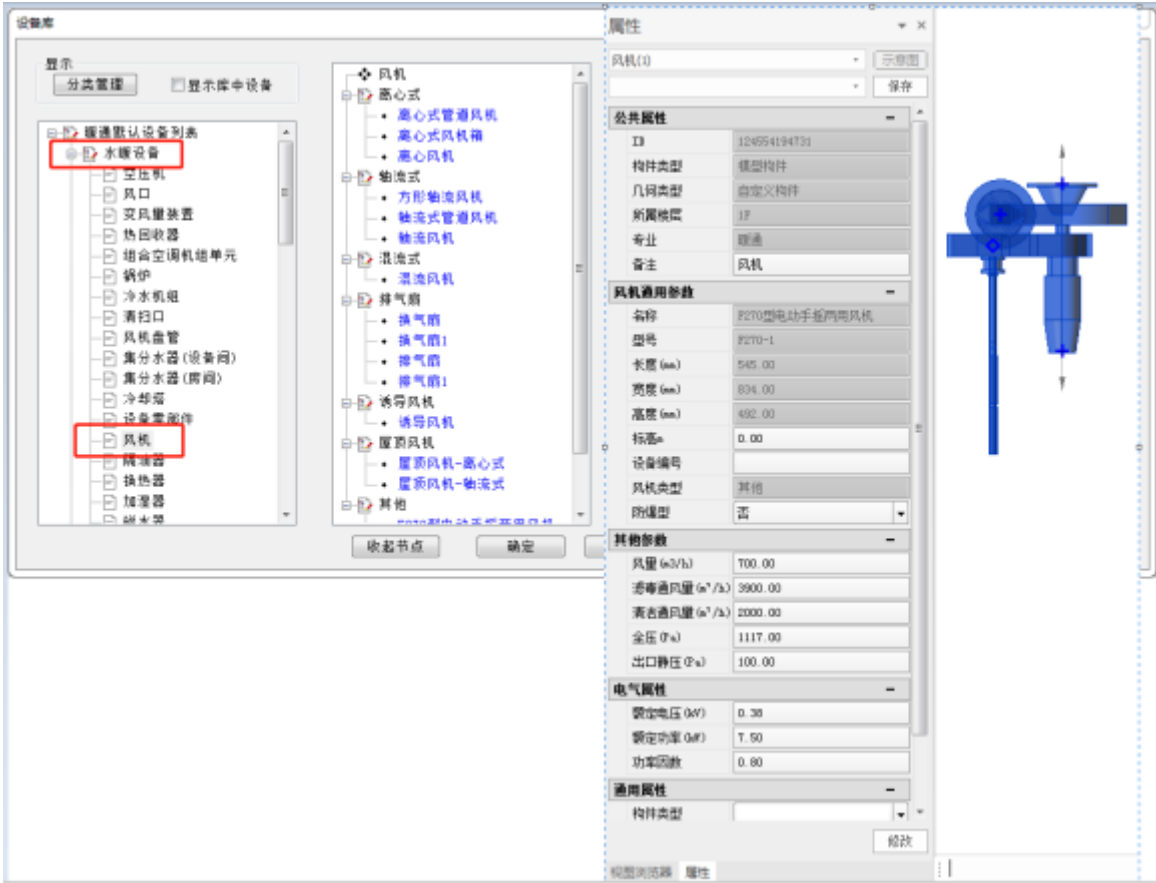 设备库
显示
分类管理
显示库中设备
暖通默认设备列表
水暖设备
空压机
风口
变风量装置
热回收器
组合空调机组单元
锅炉
冷水机组
清扫口
风机盘管
集分水器(设备间)
集分水器(房间)
冷却塔
设备零部件
风机
隔油器
换热器
加湿器
风机
离心式
离心式管道风机
离心式风机箱
离心风机
轴流式
方形轴流风机
轴流式管道风机
轴流风机
混流式
混流风机
排气扇
换气扇
换气扇1
排气扇
排气扇1
诱导风机
诱导风机
屋顶风机
屋顶风机-离心式
屋顶风机-轴流式
其他
F270型电动手摇两用风机
收起节点
确定
属性
风机(1)
示意图
保存
公共属性
ID 124554194731
构件类型 模型构件
几何类型 自定义构件
所属楼层 1F
专业 暖通
备注 风机
风机通用参数
名称 F270型电动手摇两用风机
型号 F270-1
长度(mm) 545.00
宽度(mm) 834.00
高度(mm) 492.00
标高m 0.00
设备编号
风机类型 其他
防爆型 否
其他参数
风量(m3/h) 700.00
滤毒通风量(m³/h) 3900.00
清洁通风量(m³/h) 2000.00
全压(Pa) 1117.00
出口静压(Pa) 100.00
电气属性
额定电压(kV) 0.38
额定功率(kW) 7.50
功率因数 0.80
通用属性
构件类型
修改
视图浏览器
属性